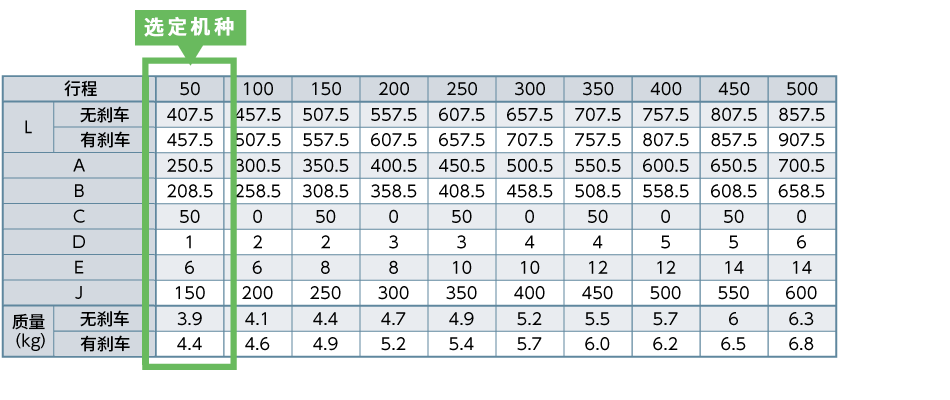 选定机种
行程 50 100 150 200 250 300 350 400 450 500
L 无刹车 407.5 457.5 507.5 557.5 607.5 657.5 707.5 757.5 807.5 857.5
有刹车 457.5 507.5 557.5 607.5 657.5 707.5 757.5 807.5 857.5 907.5
A 250.5 300.5 350.5 400.5 450.5 500.5 550.5 600.5 650.5 700.5
B 208.5 258.5 308.5 358.5 408.5 458.5 508.5 558.5 608.5 658.5
C 50 0 50 0 50 0 50 0 50 0
D 1 2 2 3 3 4 4 5 5 6
E 6 6 8 8 10 10 12 12 14 14
J 150 200 250 300 350 400 450 500 550 600
质量 无刹车 3.9 4.1 4.4 4.7 4.9 5.2 5.5 5.7 6 6.3
(kg) 有刹车 4.4 4.6 4.9 5.2 5.4 5.7 6.0 6.2 6.5 6.8